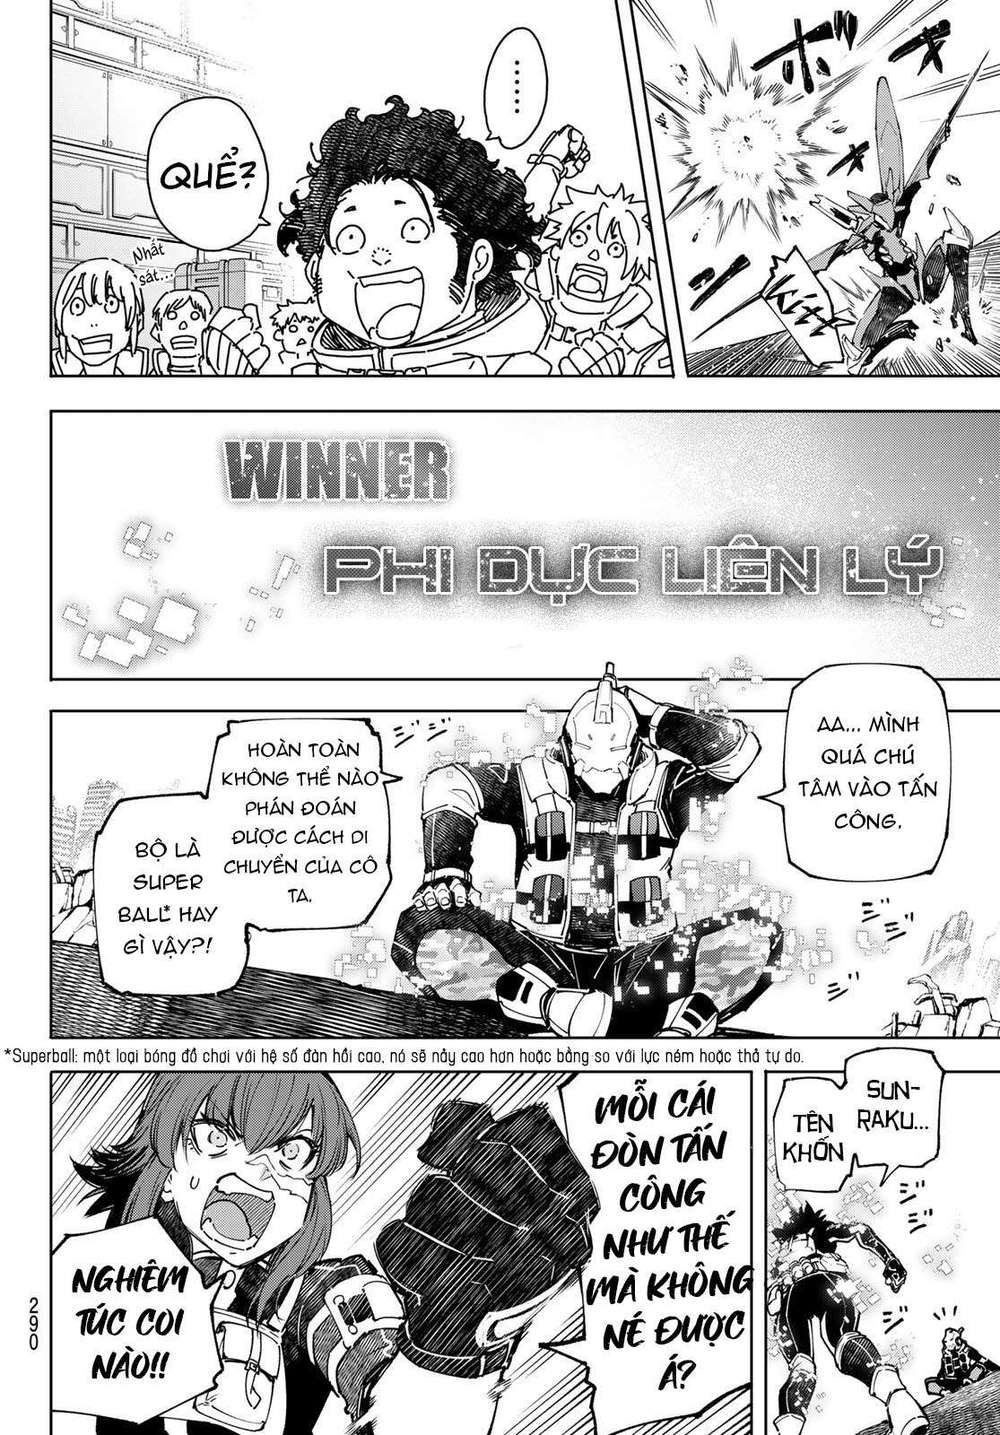 ボ
ガ
ガ
……
QUỂ?
Nhất
sát...
WINNER
PHI DỰC LIÊN LÝ
AA... MÌNH
QUÁ CHÚ
TÂM VÀO TẤN
CÔNG.
HOÀN TOÀN
KHÔNG THỂ NÀO
PHÁN ĐOÁN
ĐƯỢC CÁCH DI
CHUYỂN CỦA CÔ
TA.
BỘ LÀ
SUPER
BALL* HAY
GÌ VẬY?!
*Superball: một loại bóng đồ chơi với hệ số đàn hồi cao, nó sẽ nảy cao hơn hoặc bằng so với lực ném hoặc thả tự do.
SUN-
RAKU...
TÊN
KHỐN
MỖI CÁI
ĐÒN TẤN
CÔNG
NHƯ THẾ
MÀ KHÔNG
NÉ ĐƯỢC
Á?
NGHIÊM
TÚC COI
NÀO!!
290